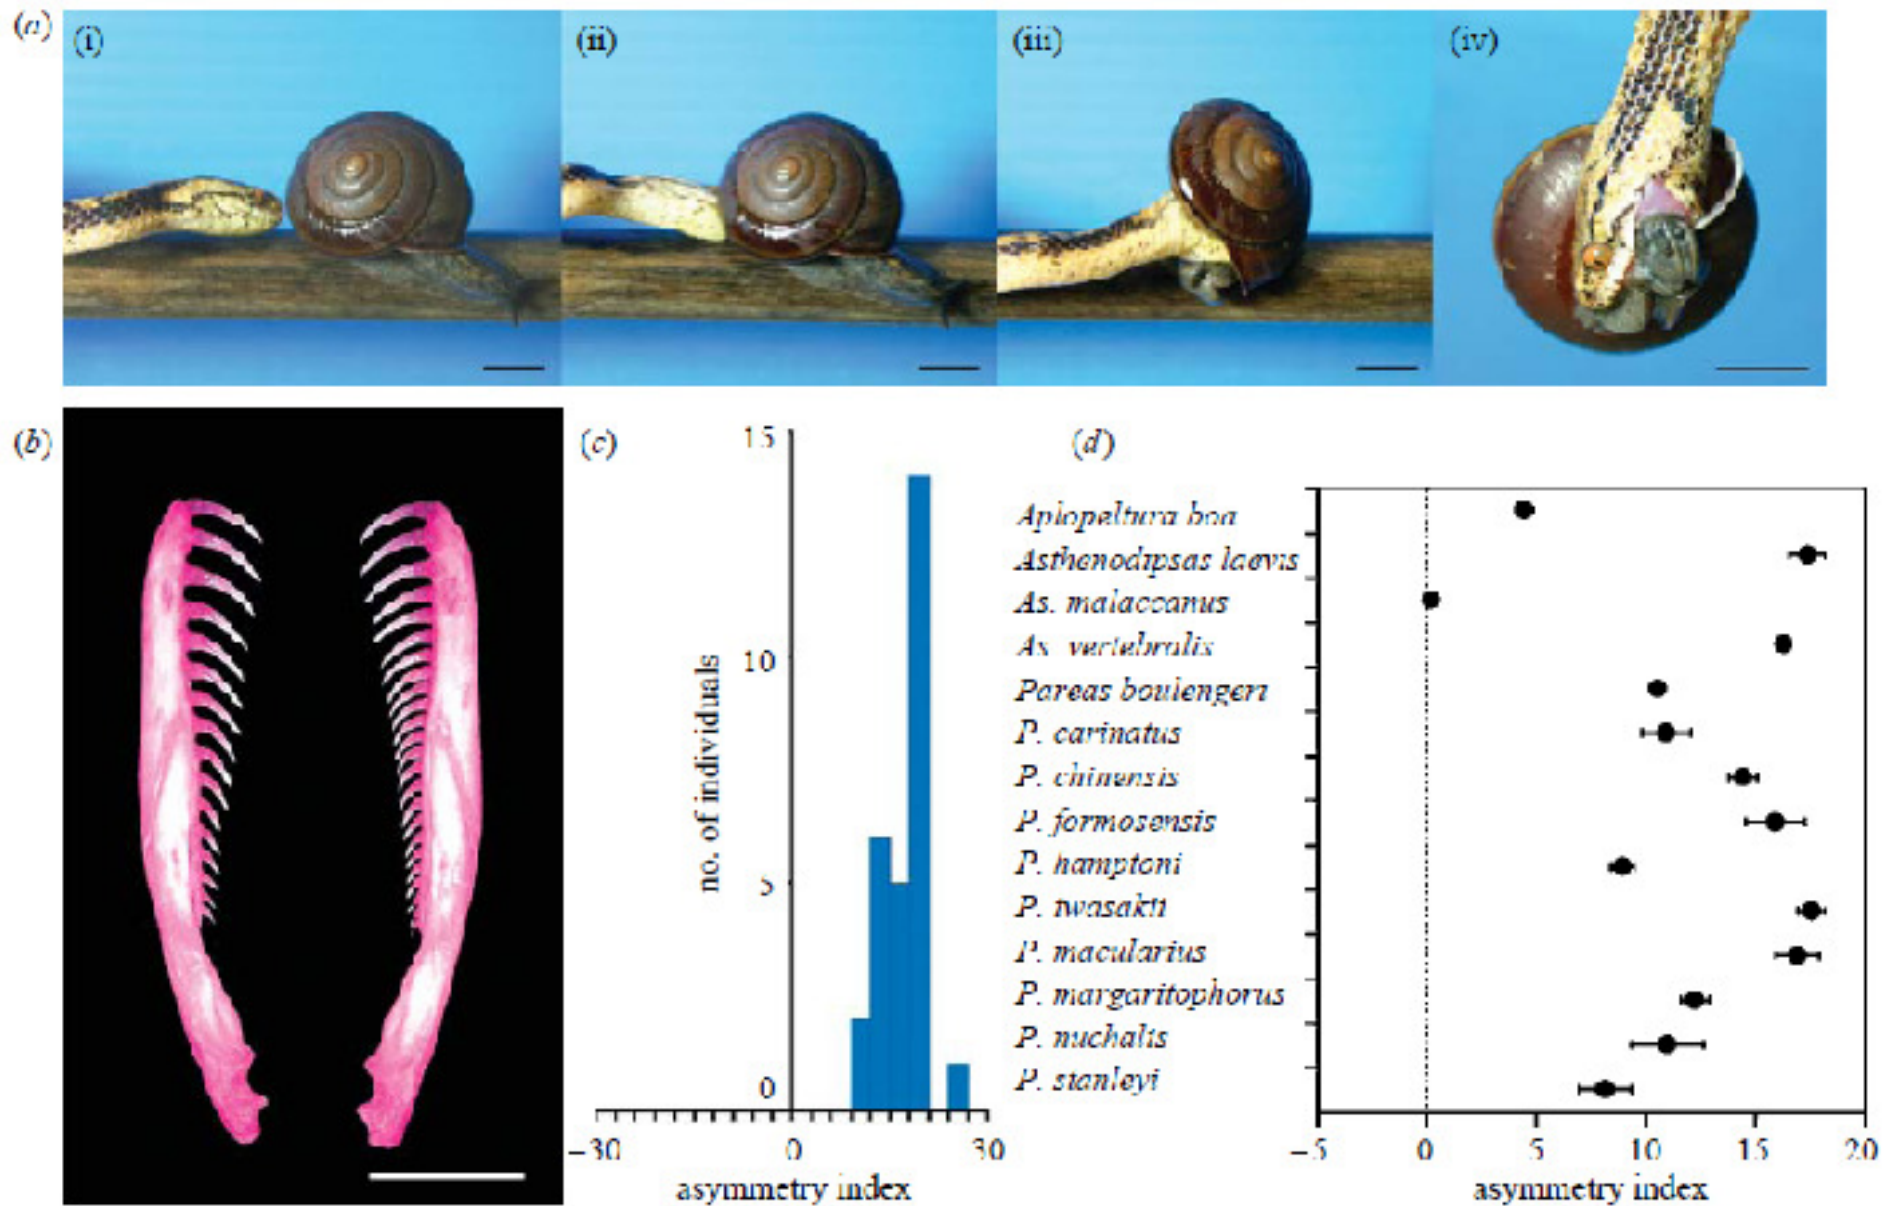 (a)
(i)
(ii)
(iii)
(iv)
(b)
(c)
15
10
5
0
no. of individuals
–30
0
30
asymmetry index
(d)
Aplopeltura boa
Asthenodipsas laevis
As. malaccanus
As. vertebralis
Pareas boulengeri
P. carinatus
P. chinensis
P. formosensis
P. hamptoni
P. iwasakii
P. macularius
P. margaritophorus
P. nuchalis
P. stanleyi
–5
0
5
10
15
20
asymmetry index